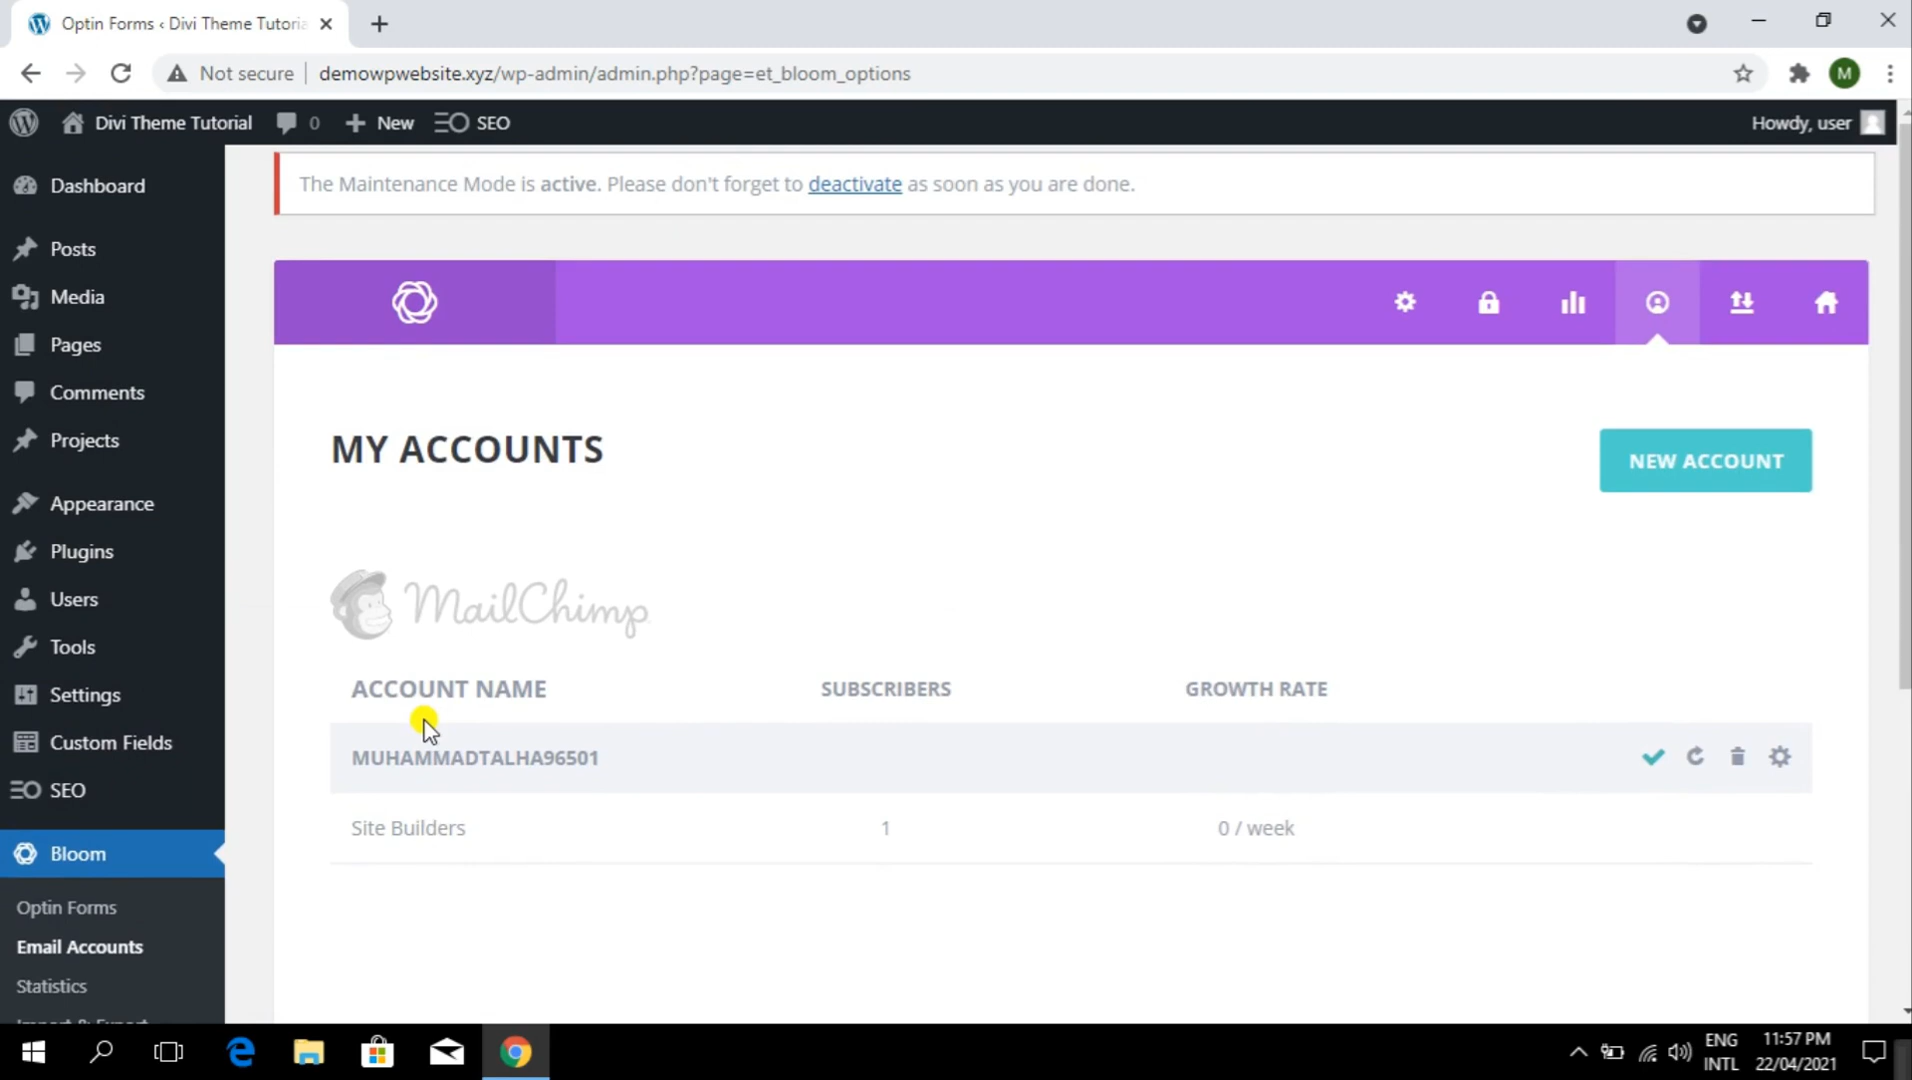 Optin Forms ‹ Divi Theme Tutoria
Not secure demowpwebsite.xyz/wp-admin/admin.php?page=et_bloom_options
M
Divi Theme Tutorial 0 New SEO Howdy, user
Dashboard
Posts
Media
Pages
Comments
Projects
Appearance
Plugins
Users
Tools
Settings
Custom Fields
SEO
Bloom
Optin Forms
Email Accounts
Statistics
Import & Export
The Maintenance Mode is active. Please don't forget to deactivate as soon as you are done.
MY ACCOUNTS
NEW ACCOUNT
MailChimp
ACCOUNT NAME SUBSCRIBERS GROWTH RATE
MUHAMMADTALHA96501
Site Builders 1 0 / week
ENG 11:57 PM
INTL 22/04/2021